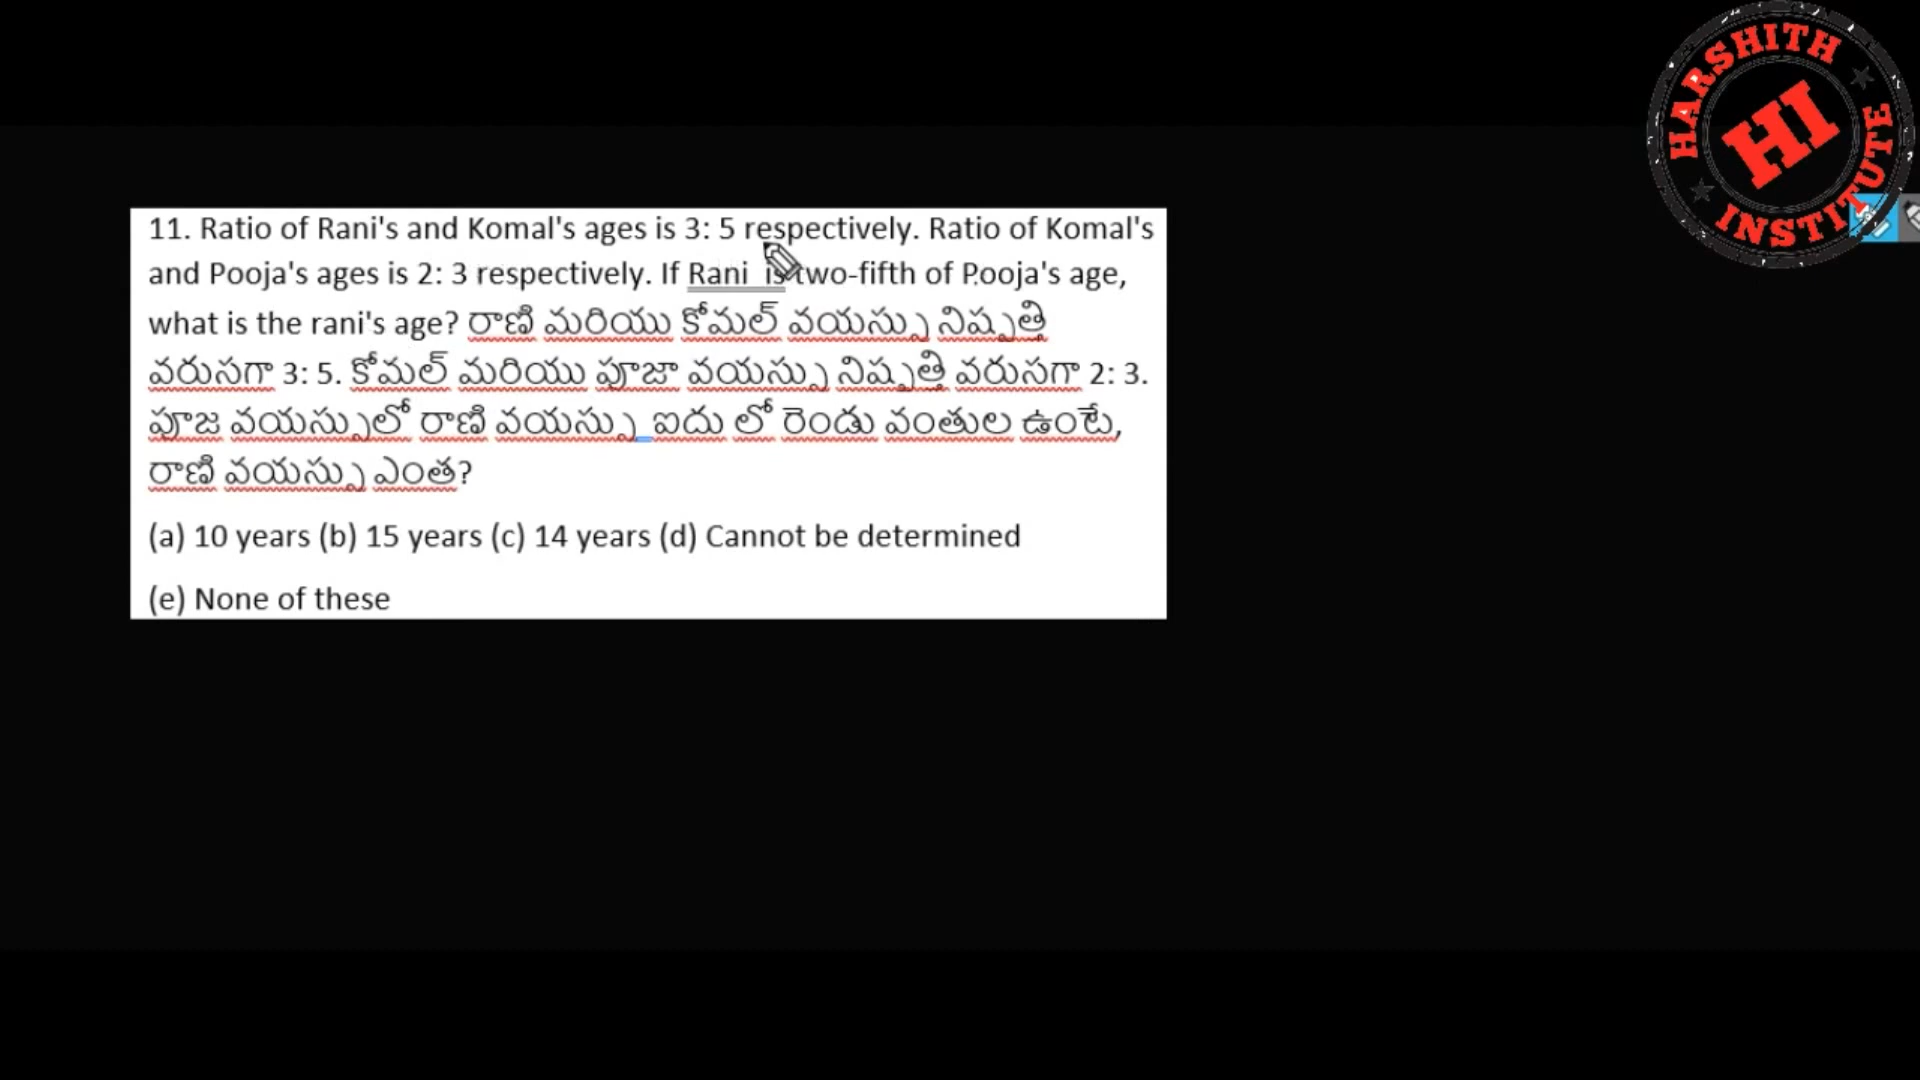 HARSHITH
HI
INSTITUTE
11. Ratio of Rani's and Komal's ages is 3: 5 respectively. Ratio of Komal's
and Pooja's ages is 2: 3 respectively. If Rani is two-fifth of Pooja's age,
what is the rani's age? రాణి మరియు కోమల్ వయస్సు నిష్పత్తి
వరుసగా 3: 5. కోమల్ మరియు పూజా వయస్సు నిష్పత్తి వరుసగా 2: 3.
పూజ వయస్సులో రాణి వయస్సు ఐదు లో రెండు వంతుల ఉంటే,
రాణి వయస్సు ఎంత?
(a) 10 years (b) 15 years (c) 14 years (d) Cannot be determined
(e) None of these